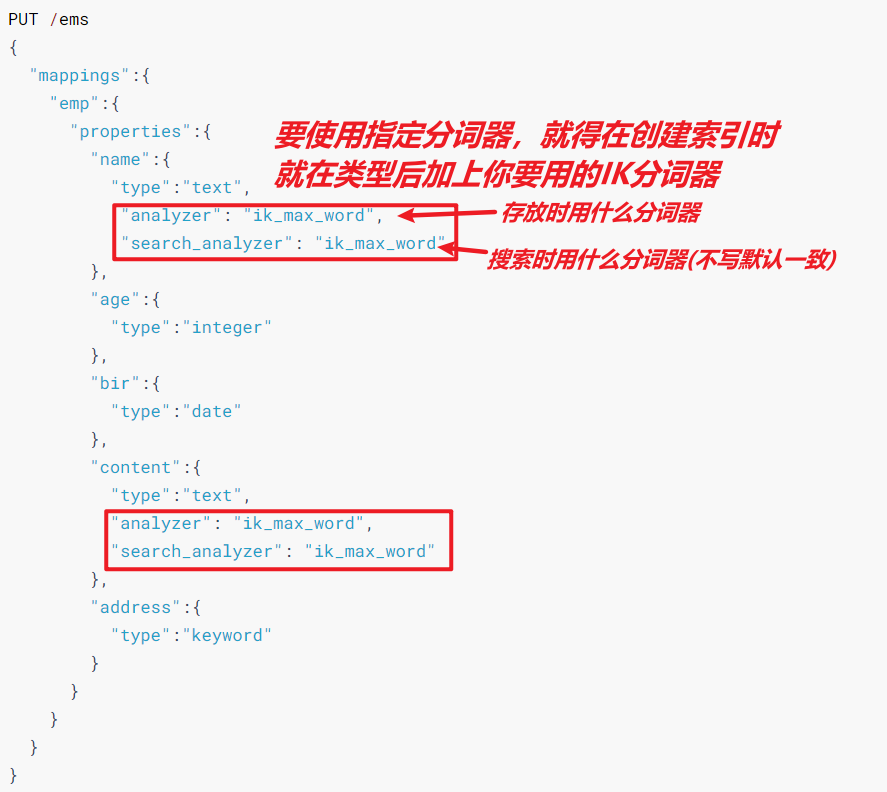 PUT /ems
{
"mappings":{
"emp":{
"properties":{
要使用指定分词器，就得在创建索引时
就在类型后加上你要用的IK分词器
"name":{
"type":"text",
"analyzer": "ik_max_word",
存放时用什么分词器
"search_analyzer": "ik_max_word"
搜索时用什么分词器(不写默认一致)
},
"age":{
"type":"integer"
},
"bir":{
"type":"date"
},
"content":{
"type":"text",
"analyzer": "ik_max_word",
"search_analyzer": "ik_max_word"
},
"address":{
"type":"keyword"
}
}
}
}
}